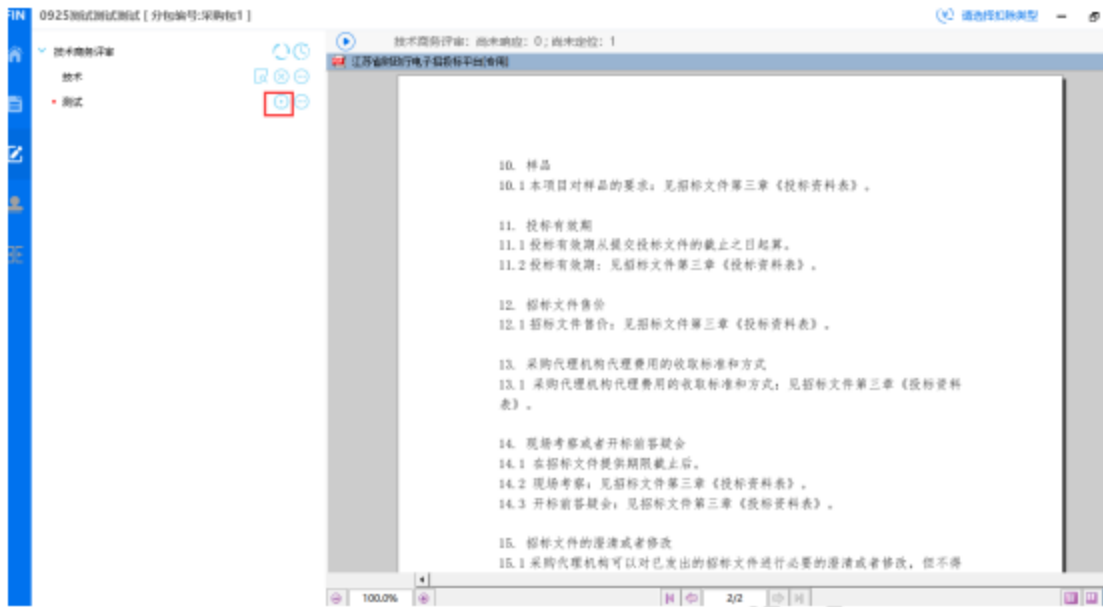 FIN 0925测试测试测试 [ 分包编号:采购包1 ] 请选择扣除类型
技术商务评审
技术
测试
技术商务评审：尚未响应：0；尚未定位：1
江苏省财政厅电子招投标平台[专用]
10. 样品
10.1 本项目对样品的要求：见招标文件第三章《投标资料表》。
11. 投标有效期
11.1 投标有效期从提交投标文件的截止之日起算。
11.2 投标有效期：见招标文件第三章《投标资料表》。
12. 招标文件售价
12.1 招标文件售价：见招标文件第三章《投标资料表》。
13. 采购代理机构代理费用的收取标准和方式
13.1 采购代理机构代理费用的收取标准和方式：见招标文件第三章《投标资料
表》。
14. 现场考察或者开标前答疑会
14.1 在招标文件提供期限截止后。
14.2 现场考察：见招标文件第三章《投标资料表》。
14.3 开标前答疑会：见招标文件第三章《投标资料表》。
15. 招标文件的澄清或者修改
15.1 采购代理机构可以对已发出的招标文件进行必要的澄清或者修改，但不得
100.0% 2/2